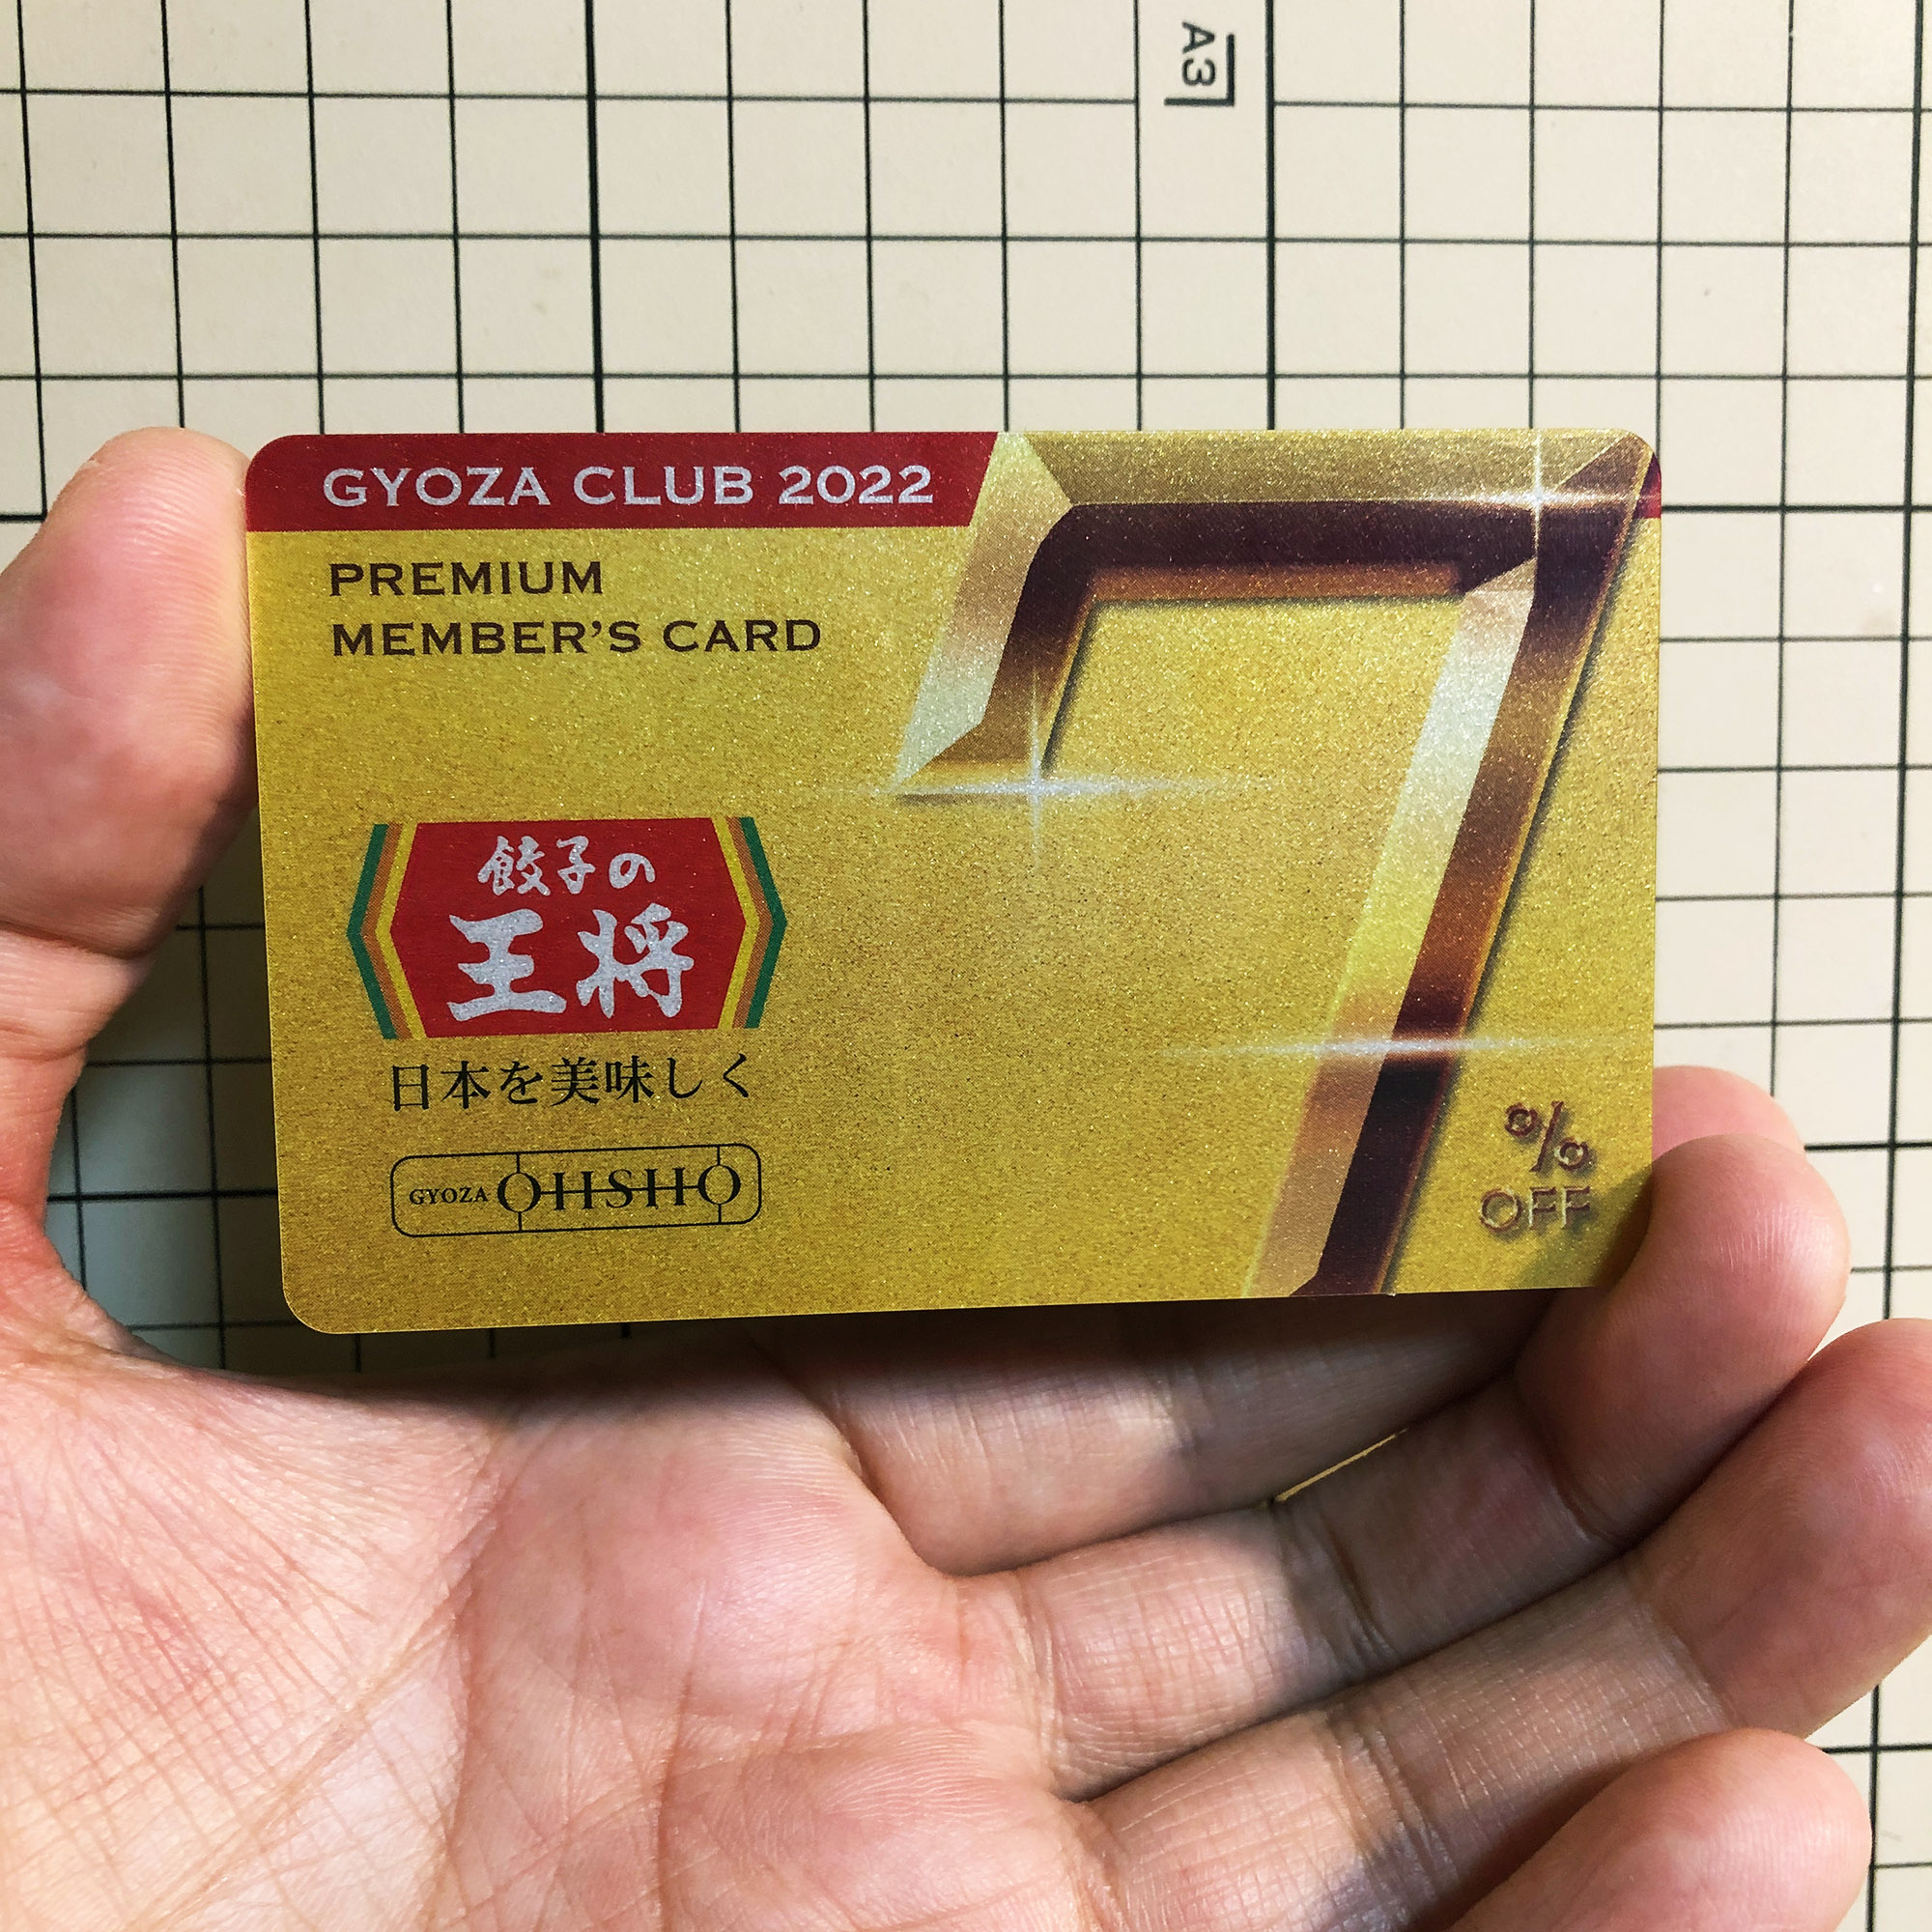 A3
GYOZA CLUB 2022
PREMIUM
MEMBER'S CARD
7
% OFF
餃子の
王将
日本を美味しく
GYOZA OHSHO